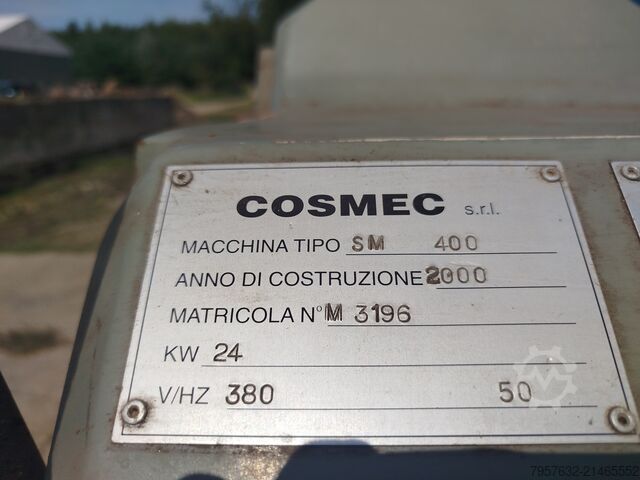 COSMEC s.r.l.
MACCHINA TIPO SM 400
ANNO DI COSTRUZIONE 2000
MATRICOLA N° M 3196
KW 24
V/HZ 380 50
7957632-21465552